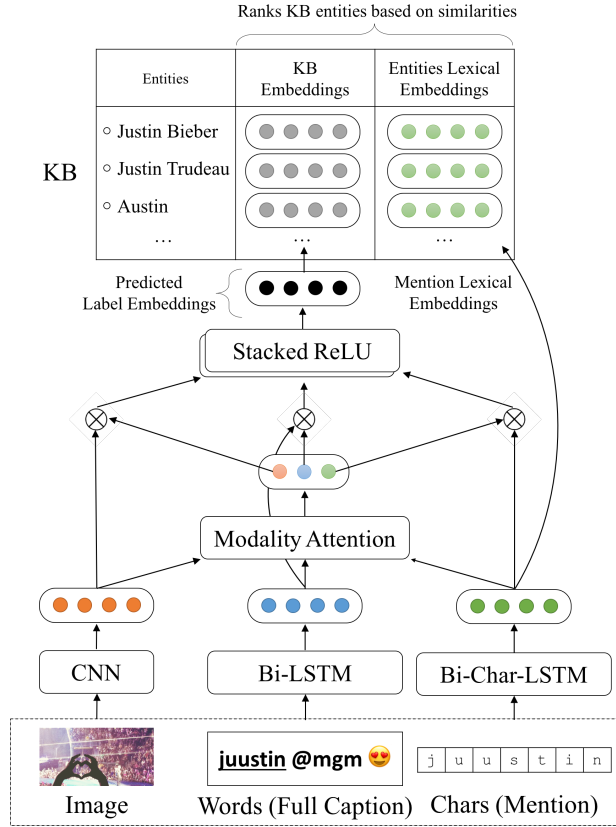 Ranks KB entities based on similarities
Entities
KB
Embeddings
Entities Lexical
Embeddings
KB
Justin Bieber
Justin Trudeau
Austin
...
...
...
Predicted
Label Embeddings
Mention Lexical
Embeddings
Stacked ReLU
Modality Attention
CNN
Bi-LSTM
Bi-Char-LSTM
juustin @mgm 😍
j u u s t i n
Image
Words (Full Caption)
Chars (Mention)